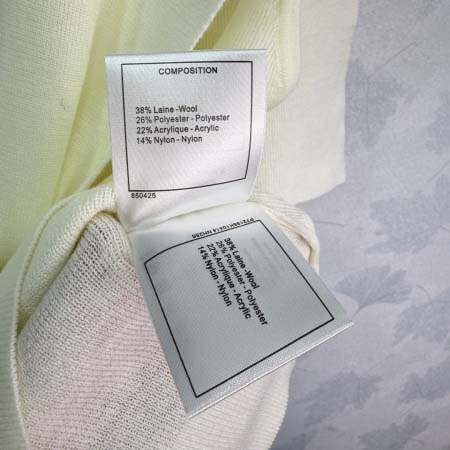 COMPOSITION
38% Laine -Wool
26% Polyester - Polyester
22% Acrylique - Acrylic
14% Nylon - Nylon
850425
38% Laine -Wool
26% Polyester - Polyester
22% Acrylique - Acrylic
14% Nylon - Nylon